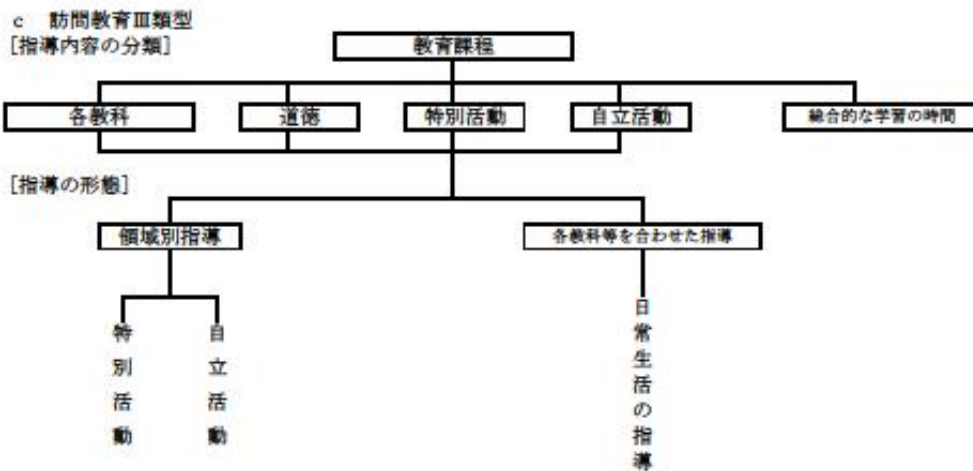 c 訪問教育Ⅲ類型
[指導内容の分類]
教育課程
各教科
道徳
特別活動
自立活動
総合的な学習の時間
[指導の形態]
領域別指導
各教科等を合わせた指導
特別活動
自立活動
日常生活の指導